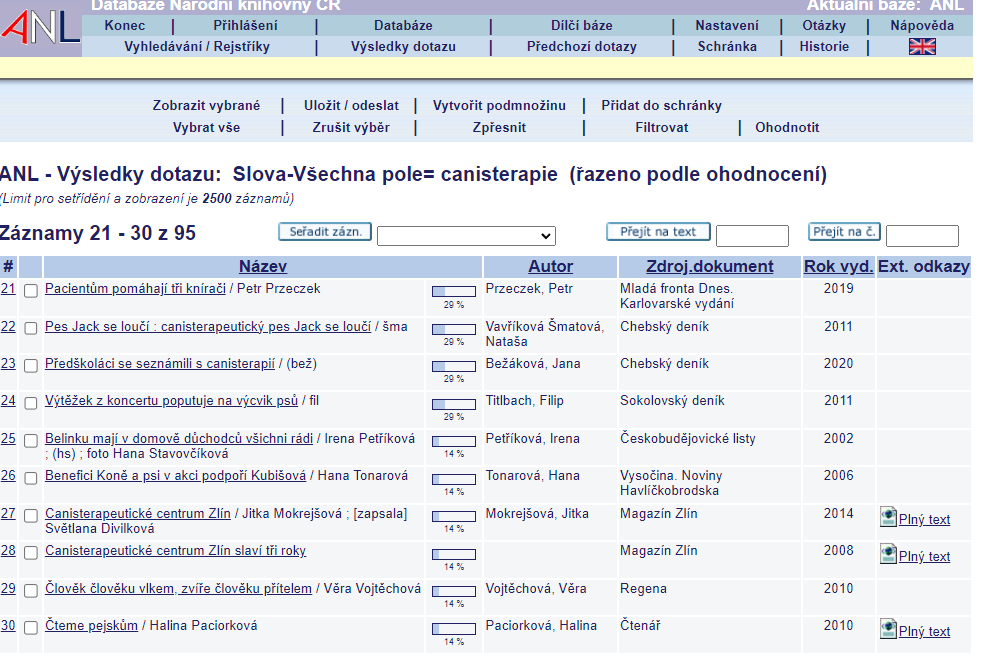 Databáze Národní knihovny ČR Aktuální báze: ANL
ANL
Konec | Přihlášení | Databáze | Dílčí báze | Nastavení | Otázky | Nápověda
Vyhledávání / Rejstříky | Výsledky dotazu | Předchozí dotazy | Schránka | Historie |
Zobrazit vybrané | Uložit / odeslat | Vytvořit podmnožinu | Přidat do schránky
Vybrat vše | Zrušit výběr | Zpřesnit | Filtrovat | Ohodnotit
ANL - Výsledky dotazu: Slova-Všechna pole= canisterapie (řazeno podle ohodnocení)
(Limit pro setřídění a zobrazení je 2500 záznamů)
Záznamy 21 - 30 z 95 Seřadit zázn. Přejít na text Přejít na č.
# Název Autor Zdroj.dokument Rok vyd. Ext. odkazy
21 Pacientům pomáhají tři knírači / Petr Przeczek 29 % Przeczek, Petr Mladá fronta Dnes. 2019
Karlovarské vydání
22 Pes Jack se loučí : canisterapeutický pes Jack se loučí / šma 29 % Vavříková Šmatová, Chebský deník 2011
Nataša
23 Předškoláci se seznámili s canisterapií / (bež) 29 % Bežáková, Jana Chebský deník 2020
24 Výtěžek z koncertu poputuje na výcvik psů / fil 29 % Titlbach, Filip Sokolovský deník 2011
25 Belinku mají v domově důchodců všichni rádi / Irena Petříková 14 % Petříková, Irena Českobudějovické listy 2002
; (hs) ; foto Hana Stavovčíková
26 Benefici Koně a psi v akci podpoří Kubišová / Hana Tonarová 14 % Tonarová, Hana Vysočina. Noviny 2006
Havlíčkobrodska
27 Canisterapeutické centrum Zlín / Jitka Mokrejšová ; [zapsala] 14 % Mokrejšová, Jitka Magazín Zlín 2014 Plný text
Světlana Divilková
28 Canisterapeutické centrum Zlín slaví tři roky 14 % Magazín Zlín 2008 Plný text
29 Člověk člověku vlkem, zvíře člověku přítelem / Věra Vojtěchová 14 % Vojtěchová, Věra Regena 2010
30 Čteme pejskům / Halina Paciorková 14 % Paciorková, Halina Čtenář 2010 Plný text